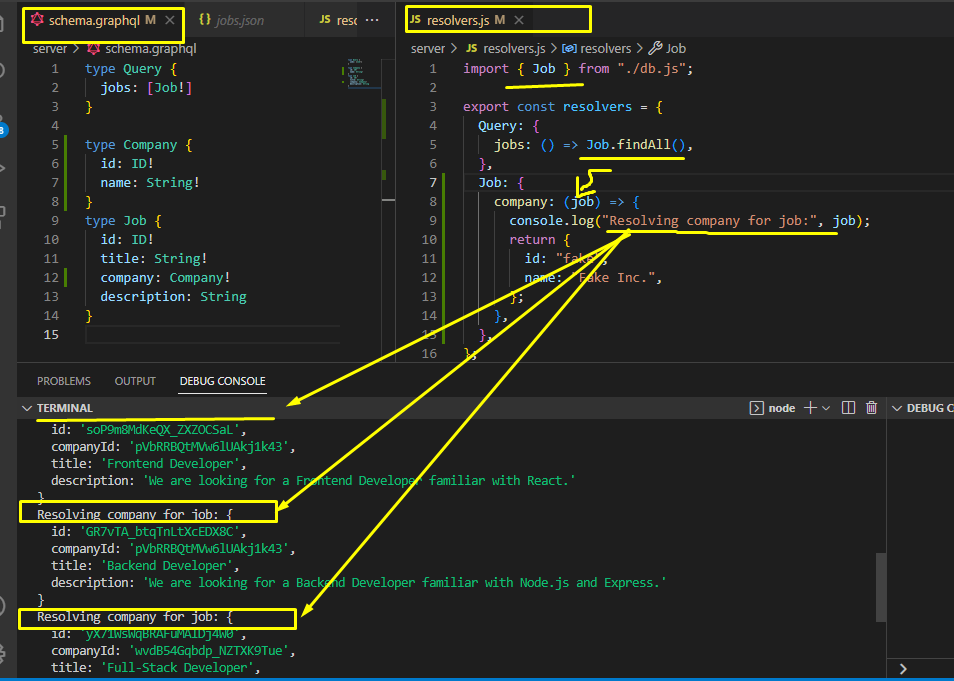 schema.graphql M
{} jobs.json
JS reso ...
server > schema.graphql
1 type Query {
2 jobs: [Job!]
3 }
4
5 type Company {
6 id: ID!
7 name: String!
8 }
9 type Job {
10 id: ID!
11 title: String!
12 company: Company!
13 description: String
14 }
15
JS resolvers.js M
server > JS resolvers.js > resolvers > Job
1 import { Job } from "./db.js";
2
3 export const resolvers = {
4 Query: {
5 jobs: () => Job.findAll(),
6 },
7 Job: {
8 company: (job) => {
9 console.log("Resolving company for job:", job);
10 return {
11 id: "fake",
12 name: "Fake Inc.",
13 };
14 },
15 },
16 };
PROBLEMS OUTPUT DEBUG CONSOLE
TERMINAL
node
DEBUG C
id: 'soP9m8MdKeQX_ZXZOCSaL',
companyId: 'pVbRRBQtMVw6lUAkj1k43',
title: 'Frontend Developer',
description: 'We are looking for a Frontend Developer familiar with React.'
}
Resolving company for job: {
id: 'GR7vTA_btqTnLtXcEDX8C',
companyId: 'pVbRRBQtMVw6lUAkj1k43',
title: 'Backend Developer',
description: 'We are looking for a Backend Developer familiar with Node.js and Express.'
}
Resolving company for job: {
id: 'yX71WsWqBRAFuMAIDj4W0',
companyId: 'wvdB54Gqbdp_NZTXK9Tue',
title: 'Full-Stack Developer',